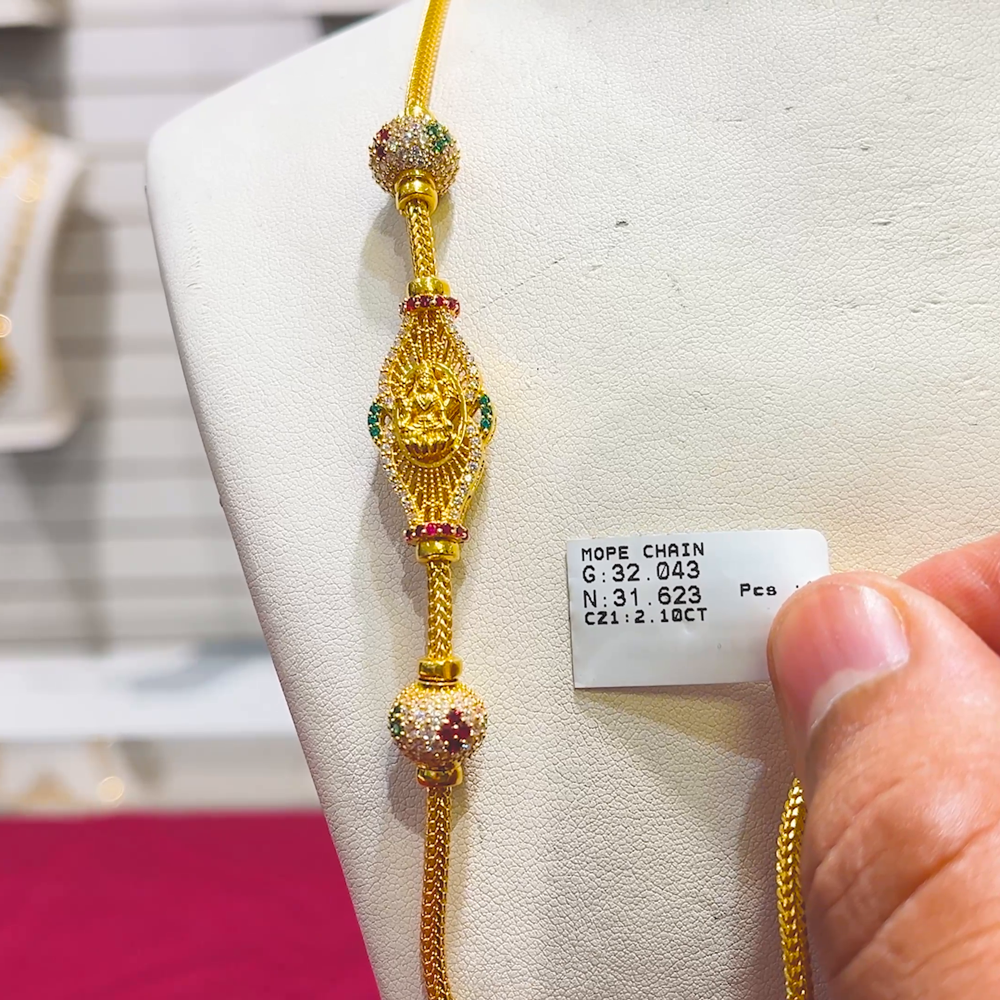 MOPE CHAIN
G:32.043
N:31.623 Pcs :
CZ1:2.10CT